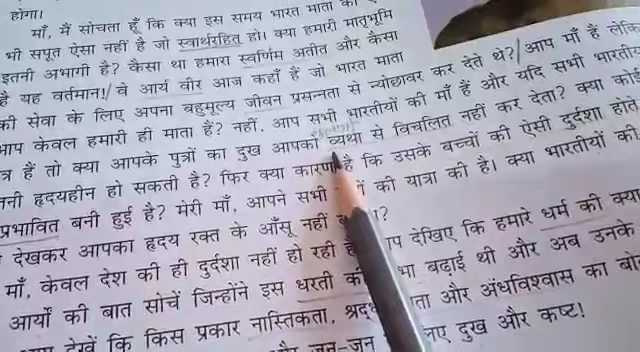 होगा।
माँ, मैं सोचता हूँ कि क्या इस समय भारत माता का
भी सपूत ऐसा नहीं है जो स्वार्थरहित हो। क्या हमारी मातृभूमि
इतनी अभागी है? कैसा था हमारा स्वर्णिम अतीत और कैसा
है यह वर्तमान! वे आर्य वीर आज कहाँ हैं जो भारत माता
की सेवा के लिए अपना बहुमूल्य जीवन प्रसन्नता से न्योछावर कर देते थे? आप माँ हैं
आप केवल हमारी ही माता हैं? नहीं, आप सभी भारतीयों की माँ हैं और यदि सभी भारतीय
हैं तो क्या आपके पुत्रों का दुख आपको व्यथा से विचलित नहीं कर देता? क्या कोई
हृदयहीन हो सकती है? फिर क्या कारण है कि उसके बच्चों की ऐसी दुर्दशा होते
प्रभावित बनी हुई है? मेरी माँ, आपने सभी की यात्रा की है। क्या भारतीयों की
देखकर आपका हृदय रक्त के आँसू नहीं
माँ, केवल देश की ही दुर्दशा नहीं हो रही देखिए कि हमारे धर्म की क्या
आर्यों की बात सोचें जिन्होंने इस धरती की बढ़ाई थी और अब उनके
देखें कि किस प्रकार नास्तिकता, और अंधविश्वास का
और जन-जन दुख और कष्ट!